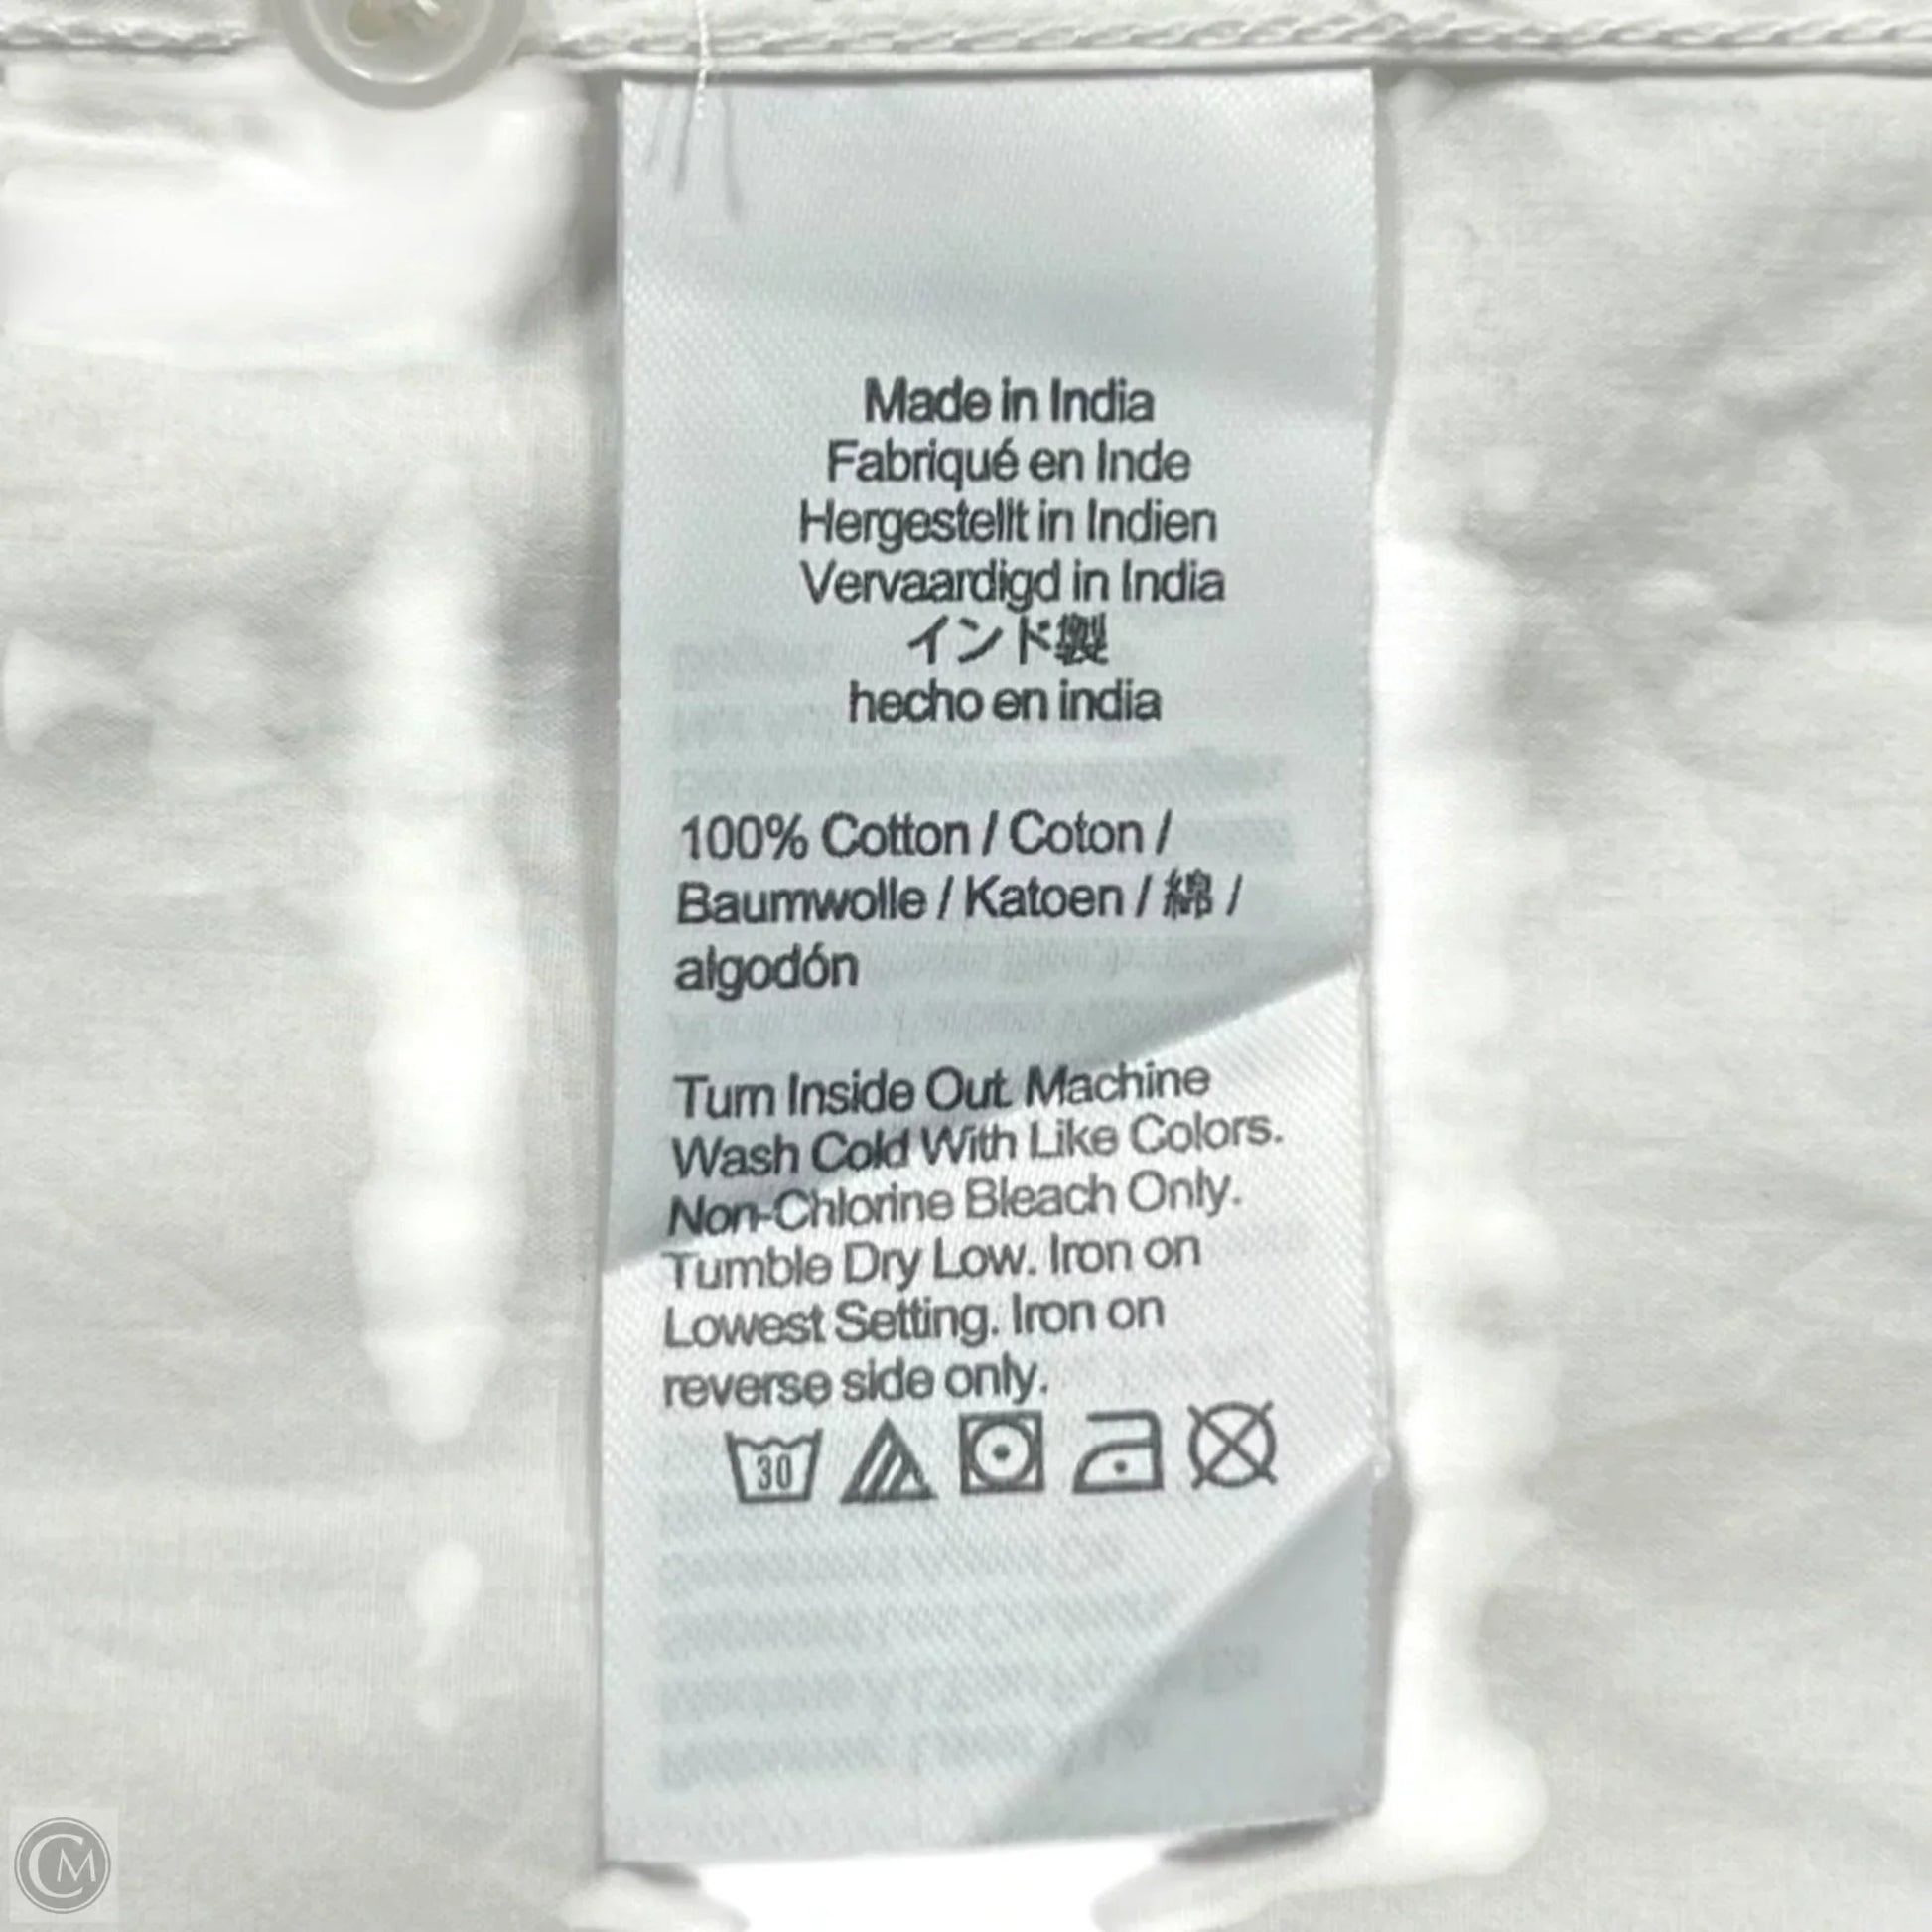 Made in India
Fabriqué en Inde
Hergestellt in Indien
Vervaardigd in India
インド製
hecho en india
100% Cotton / Coton /
Baumwolle / Katoen / 綿 /
algodón
Turn Inside Out. Machine
Wash Cold With Like Colors.
Non-Chlorine Bleach Only.
Tumble Dry Low. Iron on
Lowest Setting. Iron on
reverse side only.
30
CM